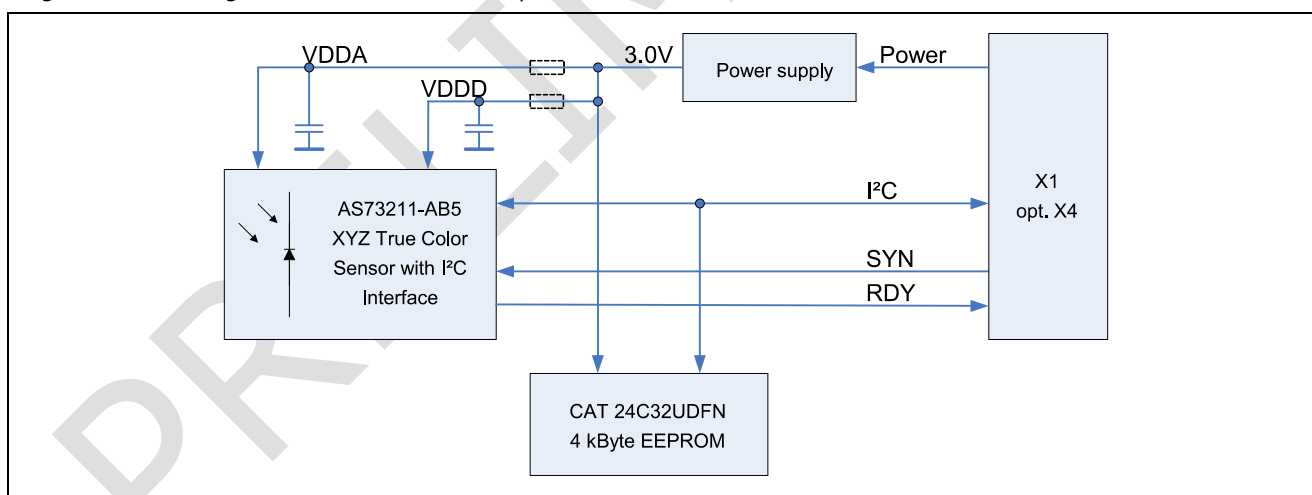 VDDA
3.0V
Power supply
Power
VDDD
X1
opt. X4
I²C
AS73211-AB5
XYZ True Color
Sensor with I²C
Interface
SYN
RDY
CAT 24C32UDFN
4 kByte EEPROM